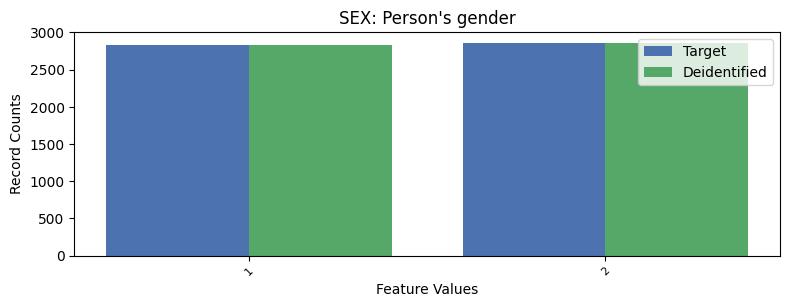 SEX: Person's gender
Record Counts
3000
2500
2000
1500
1000
500
0
Target
Deidentified
1
2
Feature Values